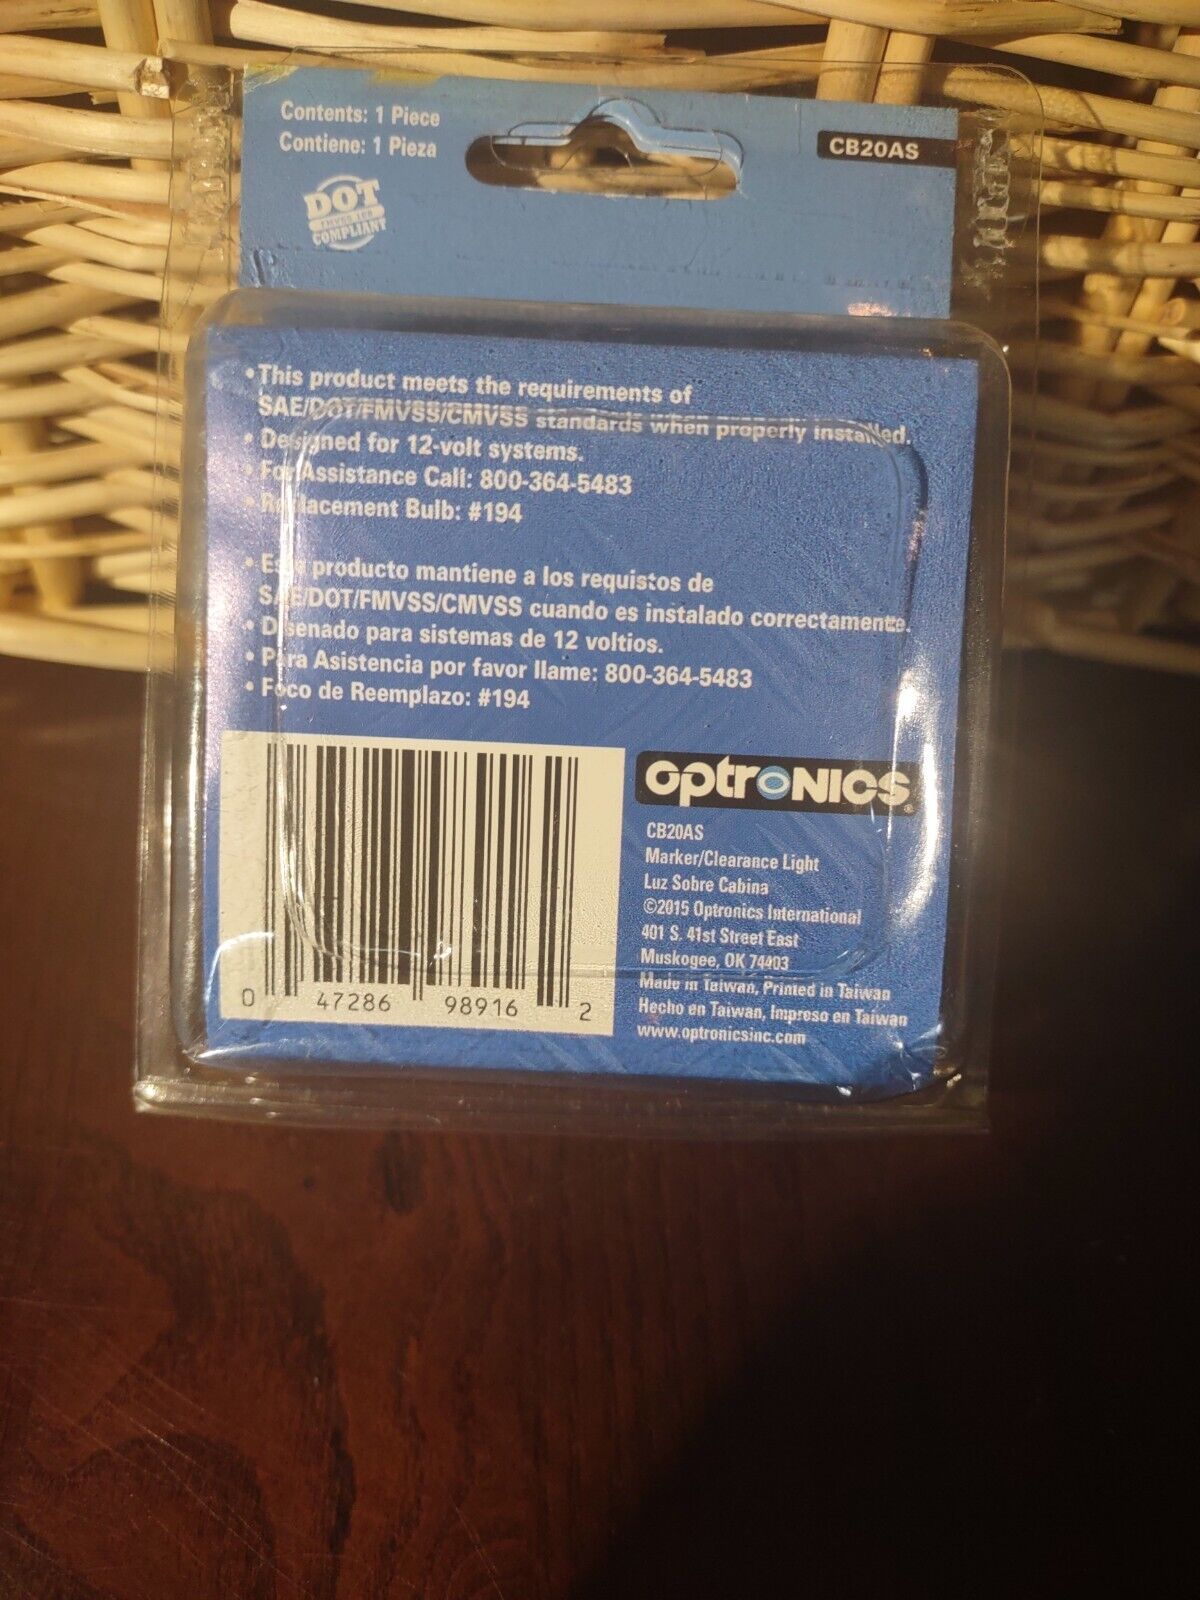 Contents: 1 Piece
Contiene: 1 Pieza
CB20AS
DOT
FMVSS 108
COMPLIANT
• This product meets the requirements of
SAE/DOT/FMVSS/CMVSS standards when properly installed.
• Designed for 12-volt systems.
• For Assistance Call: 800-364-5483
• Replacement Bulb: #194
• Este producto mantiene a los requistos de
SAE/DOT/FMVSS/CMVSS cuando es instalado correctamente.
• Disenado para sistemas de 12 voltios.
• Para Asistencia por favor llame: 800-364-5483
• Foco de Reemplazo: #194
0 47286 98916 2
optroNICS®
CB20AS
Marker/Clearance Light
Luz Sobre Cabina
©2015 Optronics International
401 S. 41st Street East
Muskogee, OK 74403
Made in Taiwan, Printed in Taiwan
Hecho en Taiwan, Impreso en Taiwan
www.optronicsinc.com